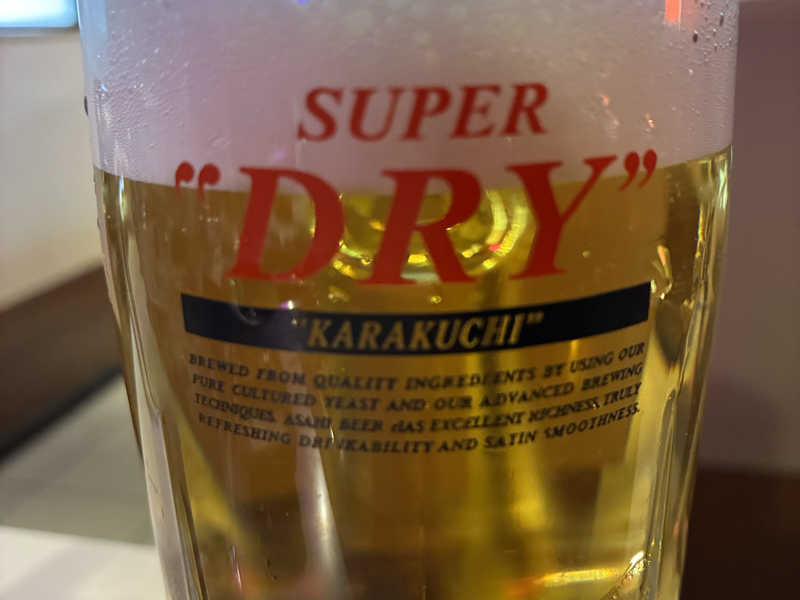 SUPER
"DRY"
"KARAKUCHI"
BREWED FROM QUALITY INGREDIENTS BY USING OUR
PURE CULTURED YEAST AND OUR ADVANCED BREWING
TECHNIQUES. ASAHI BEER HAS EXCELLENT RICHNESS, TRULY
REFRESHING DRINKABILITY AND SATIN SMOOTHNESS.